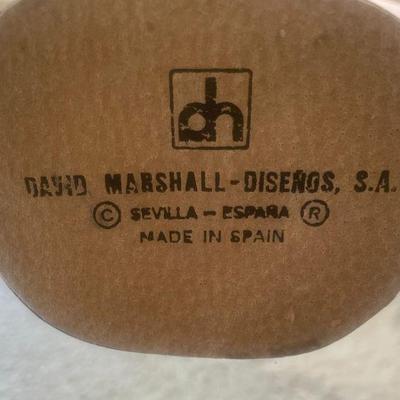 dh
DAVID MARSHALL-DISEÑOS, S.A.
© SEVILLA - ESPAÑA ®
MADE IN SPAIN